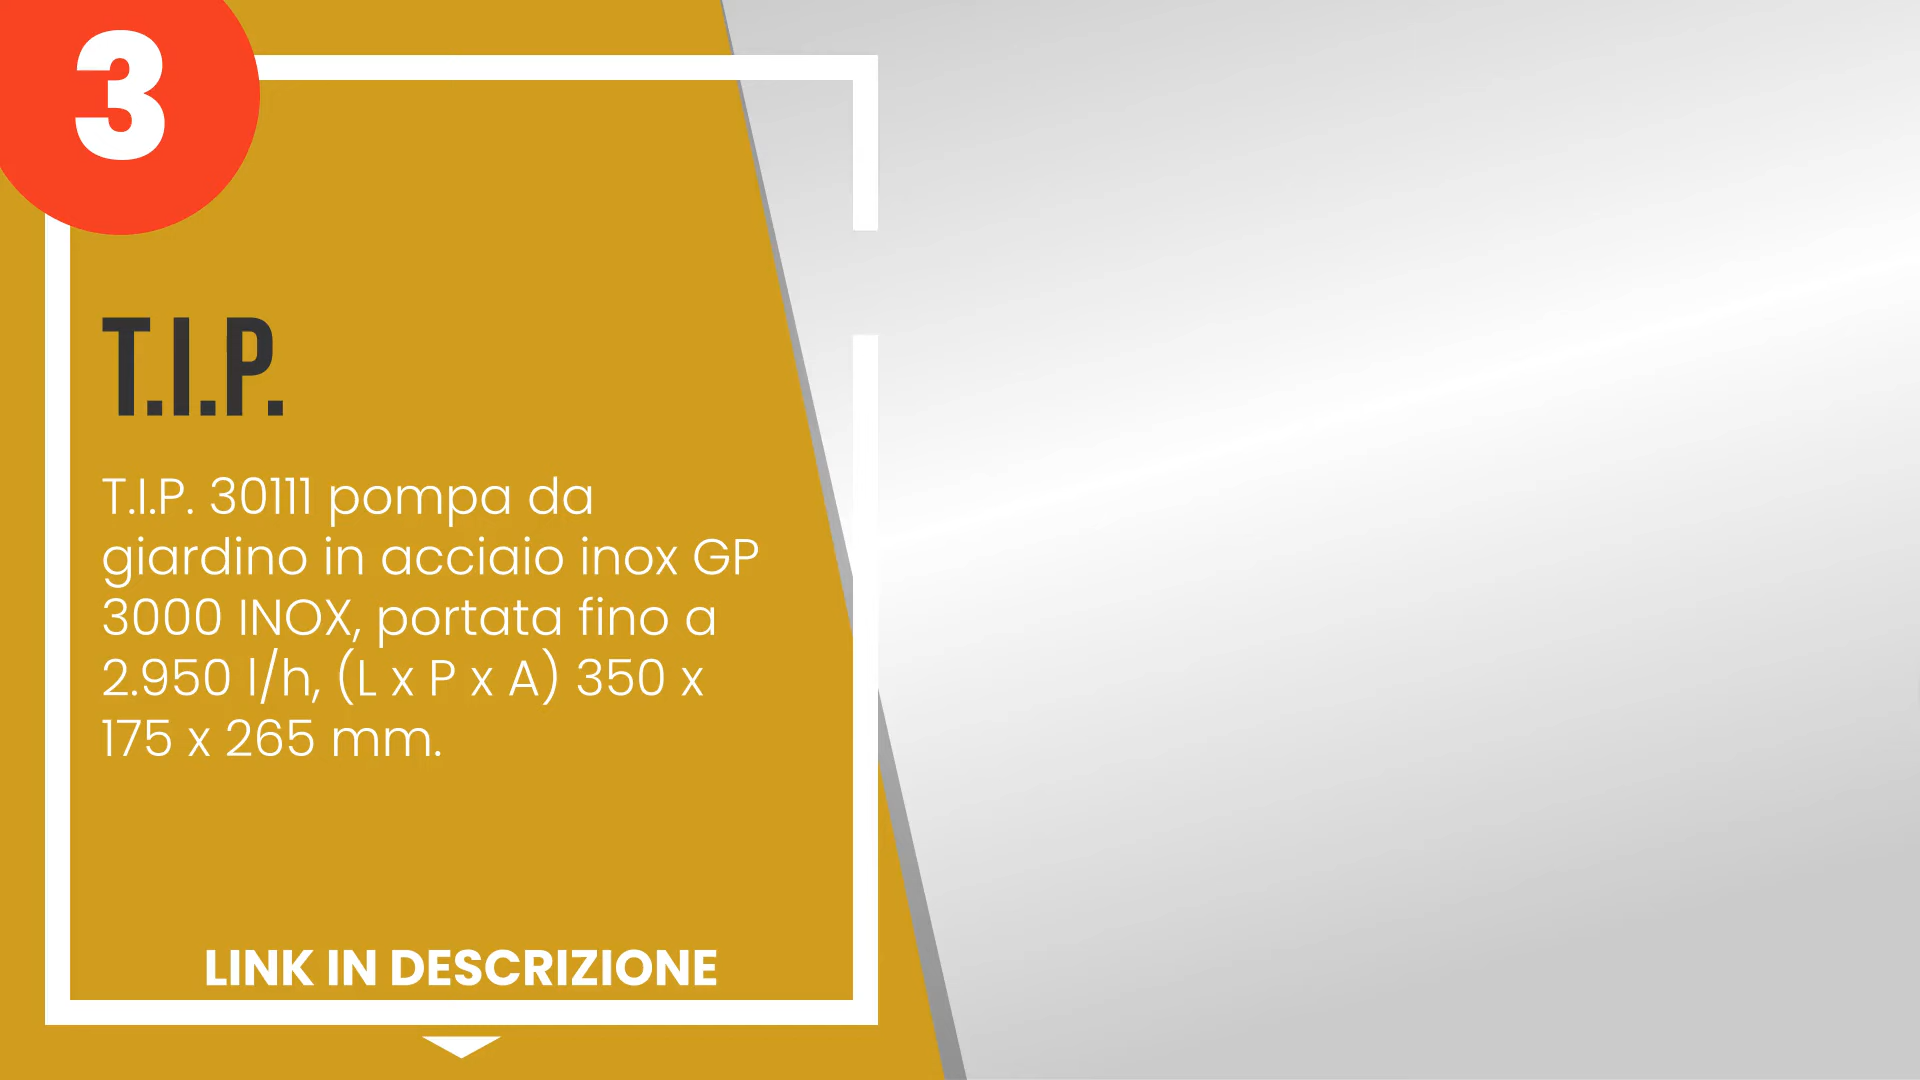 3
T.I.P.
T.I.P. 30111 pompa da
giardino in acciaio inox GP
3000 INOX, portata fino a
2.950 l/h, (L x P x A) 350 x
175 x 265 mm.
LINK IN DESCRIZIONE